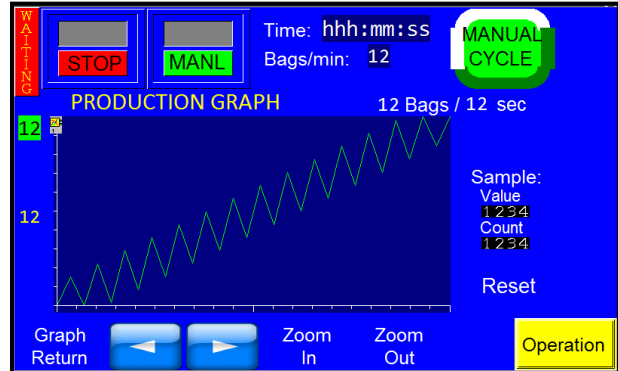 WAITING
STOP
MANL
Time: hhh:mm:ss
Bags/min: 12
MANUAL
CYCLE
PRODUCTION GRAPH
12 Bags / 12 sec
12
12
Sample:
Value
1234
Count
1234
Reset
Graph
Return
Zoom
In
Zoom
Out
Operation